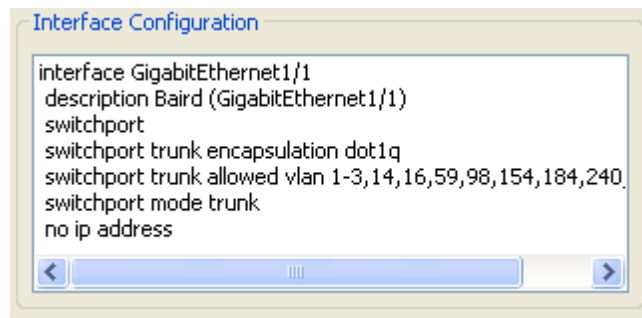 Interface Configuration
interface GigabitEthernet1/1
description Baird (GigabitEthernet1/1)
switchport
switchport trunk encapsulation dot1q
switchport trunk allowed vlan 1-3,14,16,59,98,154,184,240,
switchport mode trunk
no ip address